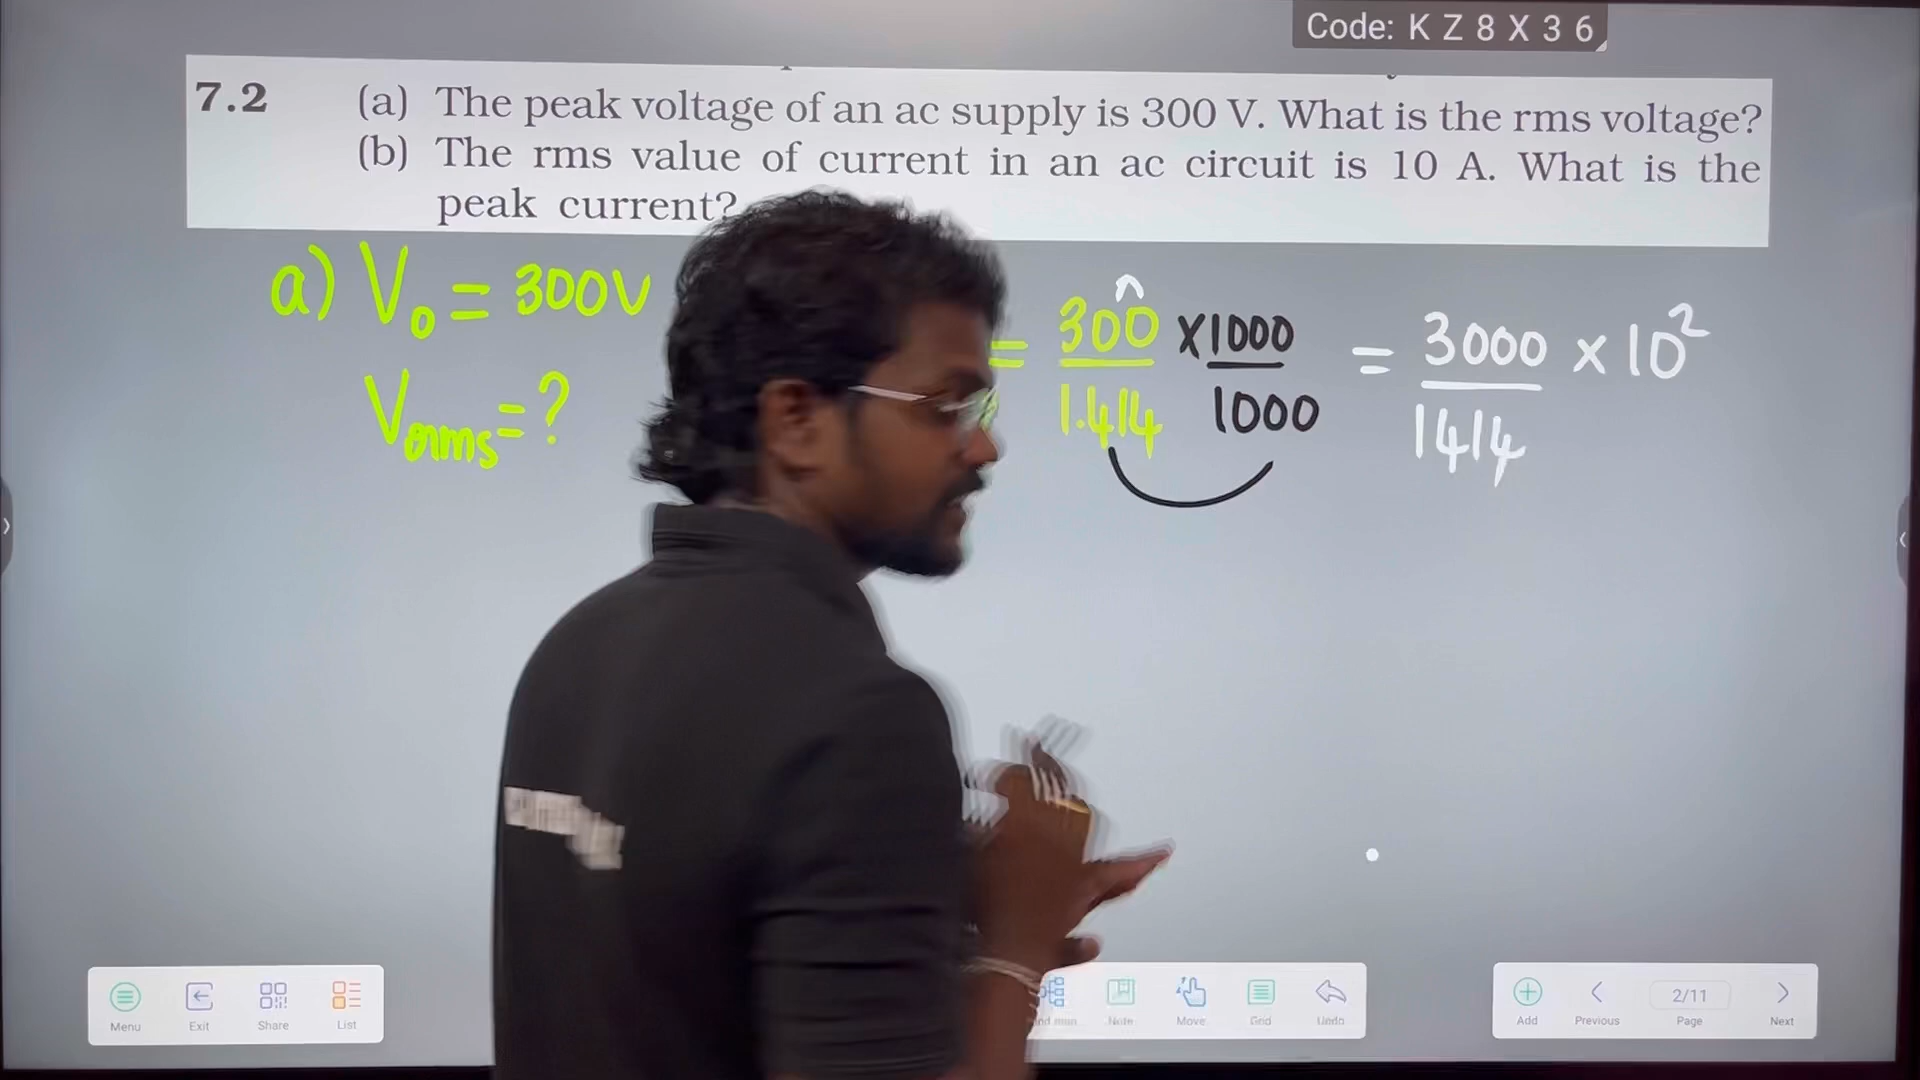 Code: K Z 8 X 3 6
7.2 (a) The peak voltage of an ac supply is 300 V. What is the rms voltage?
(b) The rms value of current in an ac circuit is 10 A. What is the
peak current?
a) V₀ = 300V
Vrms = ?
= 300/1.414 × 1000/1000 = 3000/1414 × 10²
Menu Exit Share List Note Move Grid Undo Add Previous 2/11 Page Next